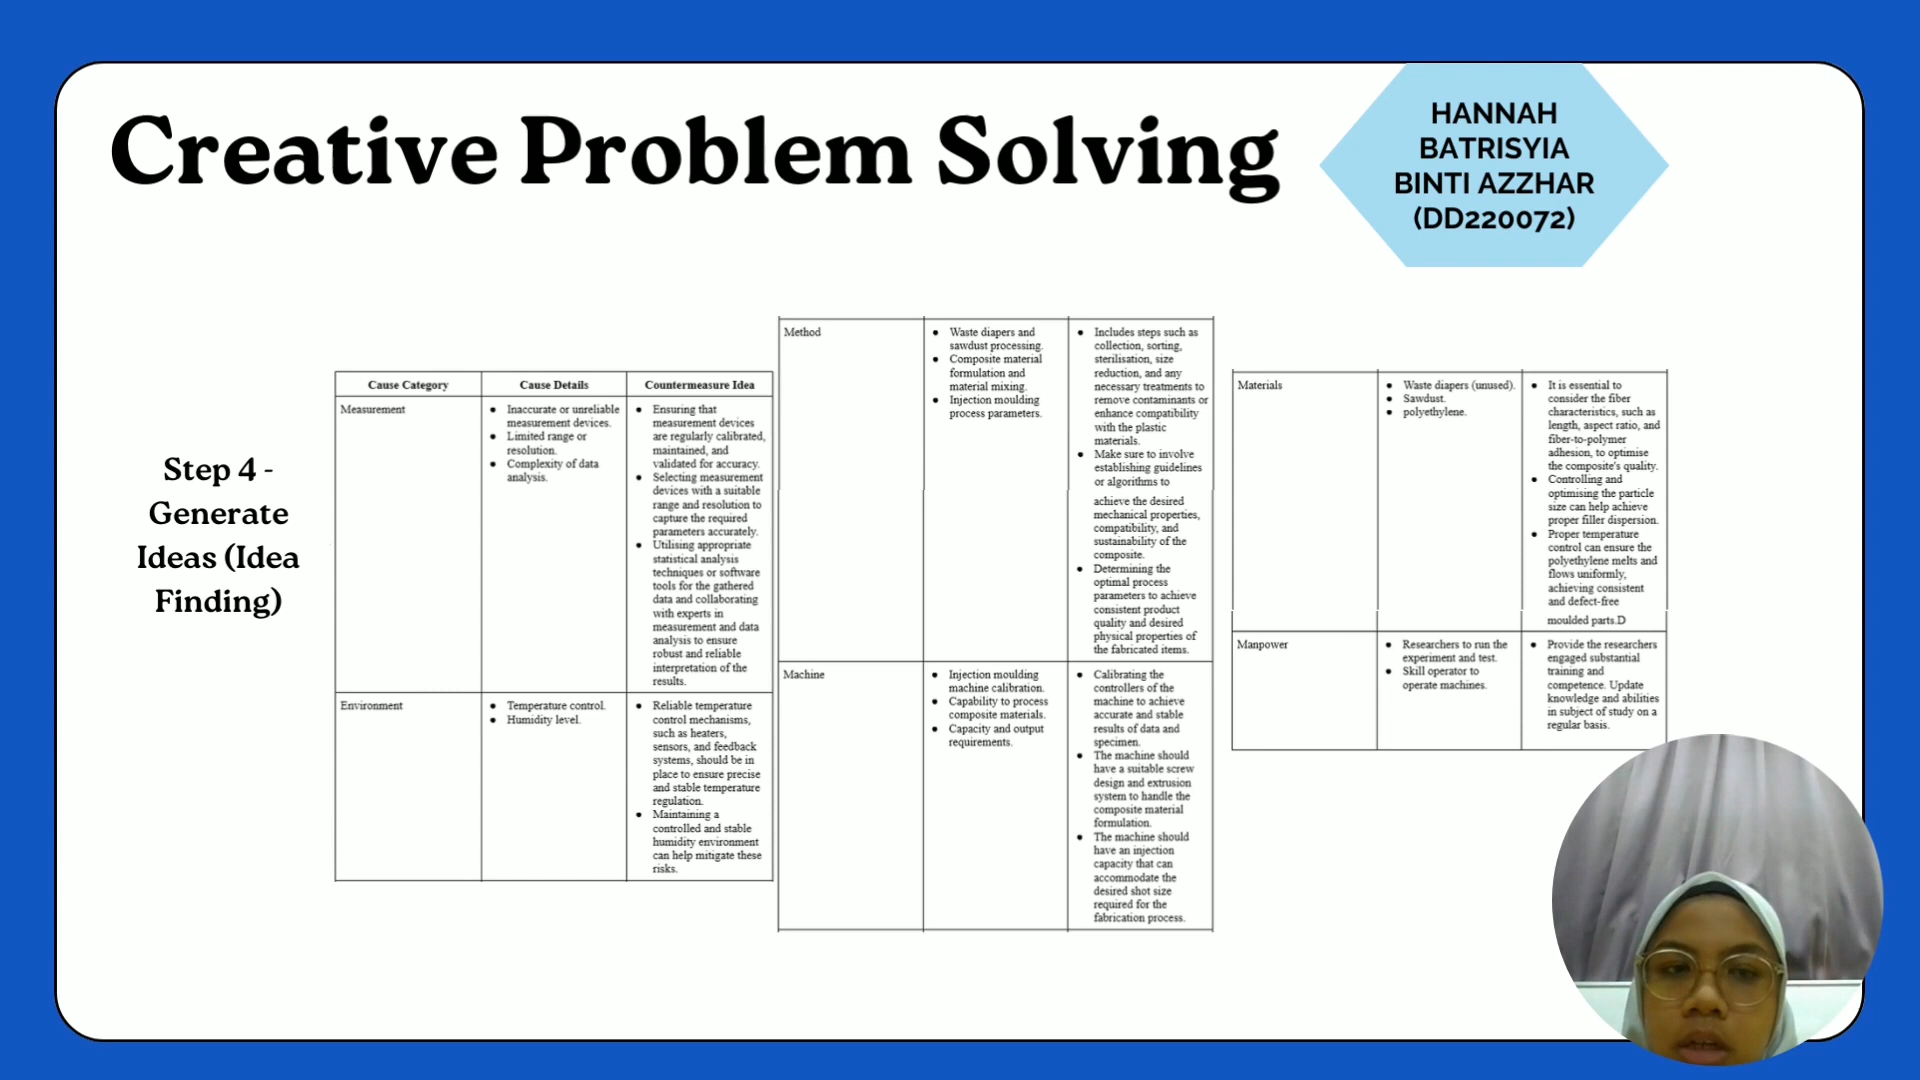 Creative Problem Solving
HANNAH
BATRISYIA
BINTI AZZHAR
(DD220072)
Step 4 -
Generate
Ideas (Idea
Finding)
Cause Category
Cause Details
Countermeasure Idea
Measurement
Inaccurate or unreliable
measurement devices.
Limited range or
resolution.
Complexity of data
analysis.
Ensuring that
measurement devices
are regularly calibrated,
maintained, and
validated for accuracy.
Selecting measurement
devices with a suitable
range and resolution to
capture the required
parameters accurately.
Utilising appropriate
statistical analysis
techniques or software
tools for the gathered
data and collaborating
with experts in
measurement and data
analysis to ensure
robust and reliable
interpretation of the
results.
Environment
Temperature control.
Humidity level.
Reliable temperature
control mechanisms,
such as heaters,
sensors, and feedback
systems, should be in
place to ensure precise
and stable temperature
regulation.
Maintaining a
controlled and stable
humidity environment
can help mitigate these
risks.
Method
Waste diapers and
sawdust processing.
Composite material
formulation and
material mixing.
Injection moulding
process parameters.
Includes steps such as
collection, sorting,
sterilisation, size
reduction, and any
necessary treatments to
remove contaminants or
enhance compatibility
with the plastic
materials.
Make sure to involve
establishing guidelines
or algorithms to
achieve the desired
mechanical properties,
compatibility, and
sustainability of the
composite.
Determining the
optimal process
parameters to achieve
consistent product
quality and desired
physical properties of
the fabricated items.
Machine
Injection moulding
machine calibration.
Capability to process
composite materials.
Capacity and output
requirements.
Calibrating the
controllers of the
machine to achieve
accurate and stable
results of data and
specimen.
The machine should
have a suitable screw
design and extrusion
system to handle the
composite material
formulation.
The machine should
have an injection
capacity that can
accommodate the
desired shot size
required for the
fabrication process.
Materials
Waste diapers (unused).
Sawdust.
polyethylene.
It is essential to
consider the fiber
characteristics, such as
length, aspect ratio, and
fiber-to-polymer
adhesion, to optimise
the composite's quality.
Controlling and
optimising the particle
size can help achieve
proper filler dispersion.
Proper temperature
control can ensure the
polyethylene melts and
flows uniformly,
achieving consistent
and defect-free
moulded parts.D
Manpower
Researchers to run the
experiment and test.
Skill operator to
operate machines.
Provide the researchers
engaged substantial
training and
competence. Update
knowledge and abilities
in subject of study on a
regular basis.